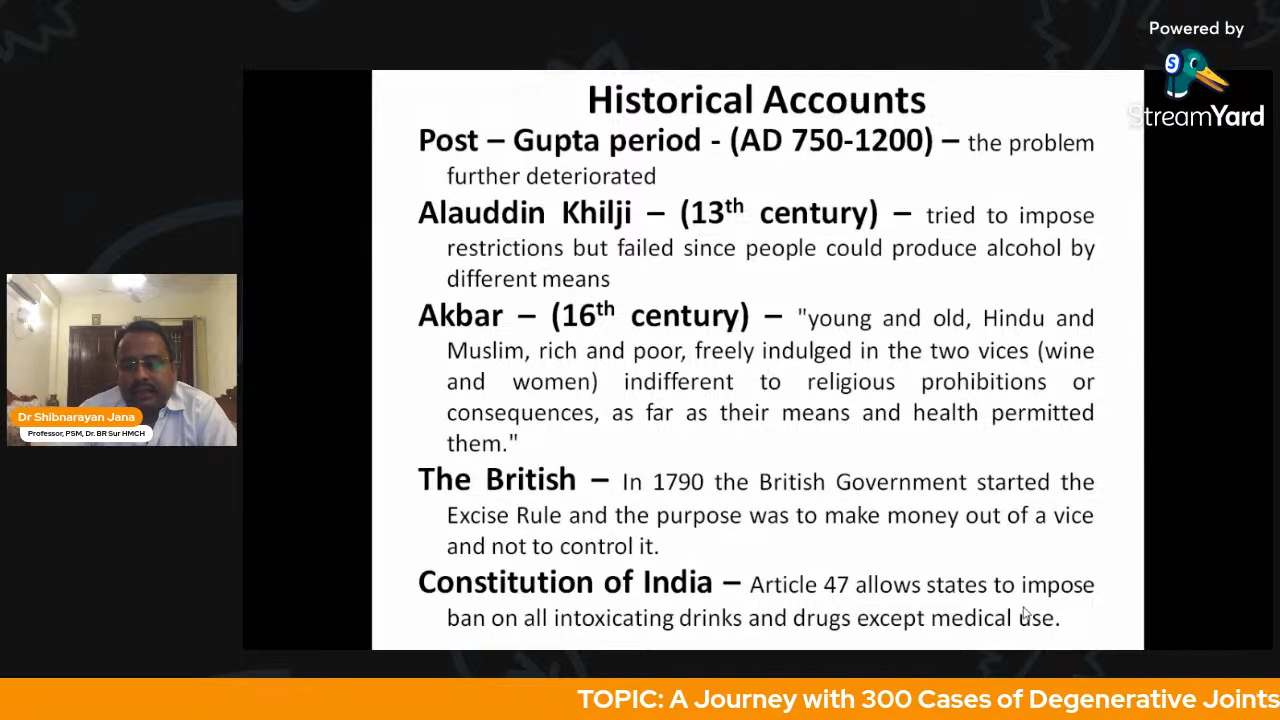 Powered by
StreamYard
Historical Accounts
Post – Gupta period - (AD 750-1200) – the problem
further deteriorated
Alauddin Khilji – (13th century) – tried to impose
restrictions but failed since people could produce alcohol by
different means
Akbar – (16th century) – "young and old, Hindu and
Muslim, rich and poor, freely indulged in the two vices (wine
and women) indifferent to religious prohibitions or
consequences, as far as their means and health permitted
them."
The British – In 1790 the British Government started the
Excise Rule and the purpose was to make money out of a vice
and not to control it.
Constitution of India – Article 47 allows states to impose
ban on all intoxicating drinks and drugs except medical use.
Dr Shibnarayan Jana
Professor, PSM, Dr. BR Sur HMCH
TOPIC: A Journey with 300 Cases of Degenerative Joints